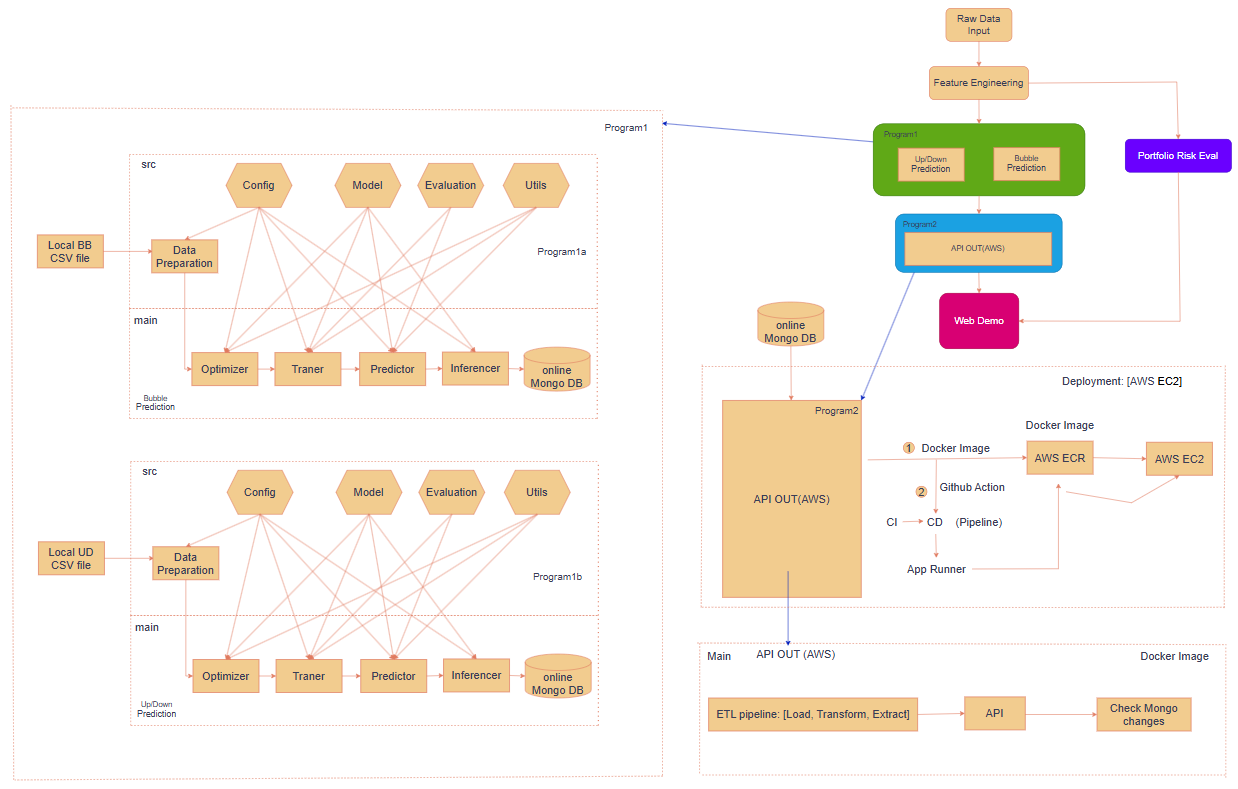 Raw Data
Input
Feature Engineering
Program1
Up/Down
Prediction
Bubble
Prediction
Portfolio Risk Eval
Program2
API OUT(AWS)
Web Demo
Program1
src
Config
Model
Evaluation
Utils
Local BB
CSV file
Data
Preparation
Program1a
main
Optimizer
Traner
Predictor
Inferencer
online
Mongo DB
Bubble
Prediction
src
Config
Model
Evaluation
Utils
Local UD
CSV file
Data
Preparation
Program1b
main
Optimizer
Traner
Predictor
Inferencer
online
Mongo DB
Up/Down
Prediction
online
Mongo DB
Deployment: [AWS EC2]
Program2
API OUT(AWS)
1 Docker Image
Docker Image
AWS ECR
AWS EC2
2 Github Action
CI
CD
(Pipeline)
App Runner
Main
API OUT (AWS)
Docker Image
ETL pipeline: [Load, Transform, Extract]
API
Check Mongo
changes